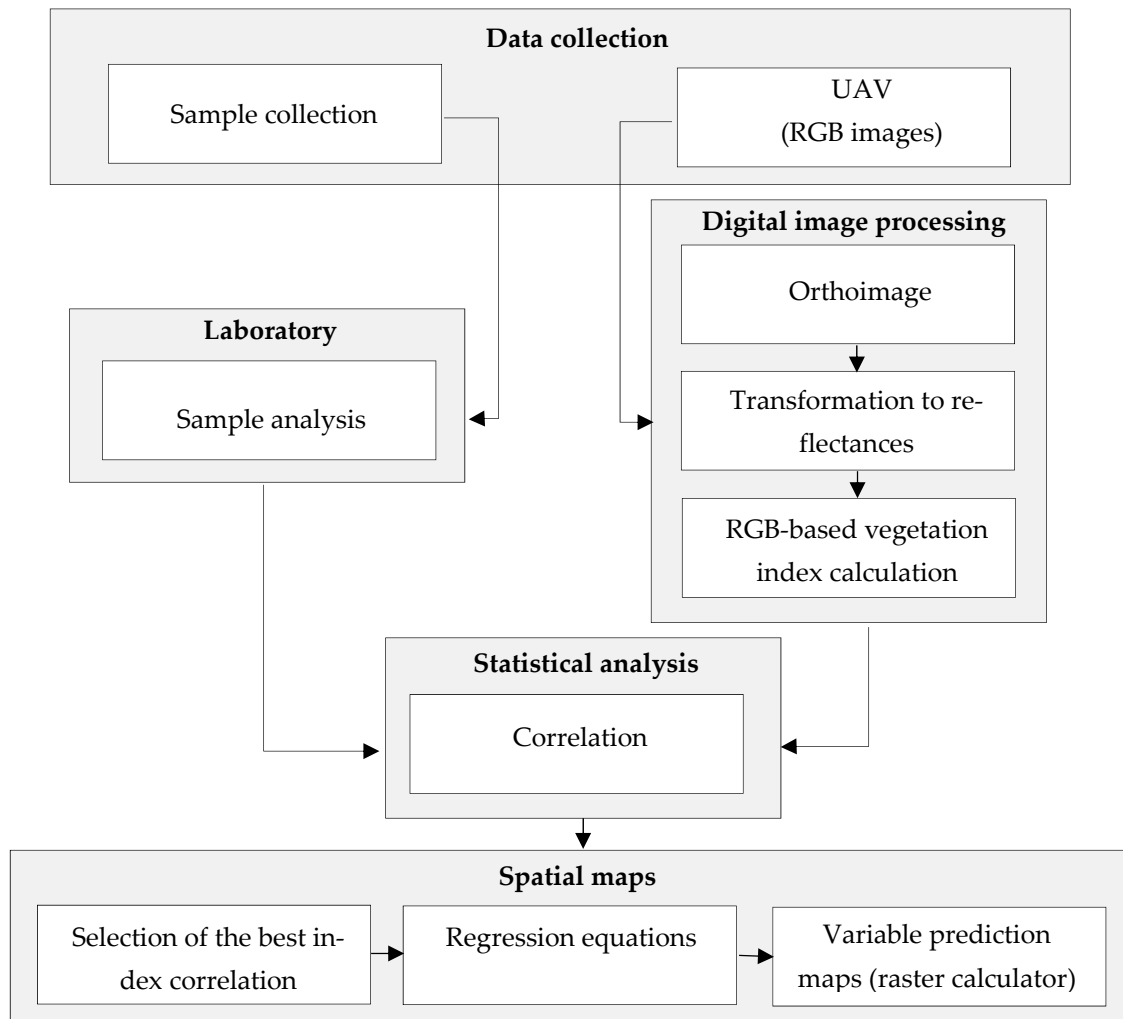 Data collection
Sample collection
UAV
(RGB images)
Digital image processing
Orthoimage
Transformation to re-
flectances
RGB-based vegetation
index calculation
Laboratory
Sample analysis
Statistical analysis
Correlation
Spatial maps
Selection of the best in-
dex correlation
Regression equations
Variable prediction
maps (raster calculator)